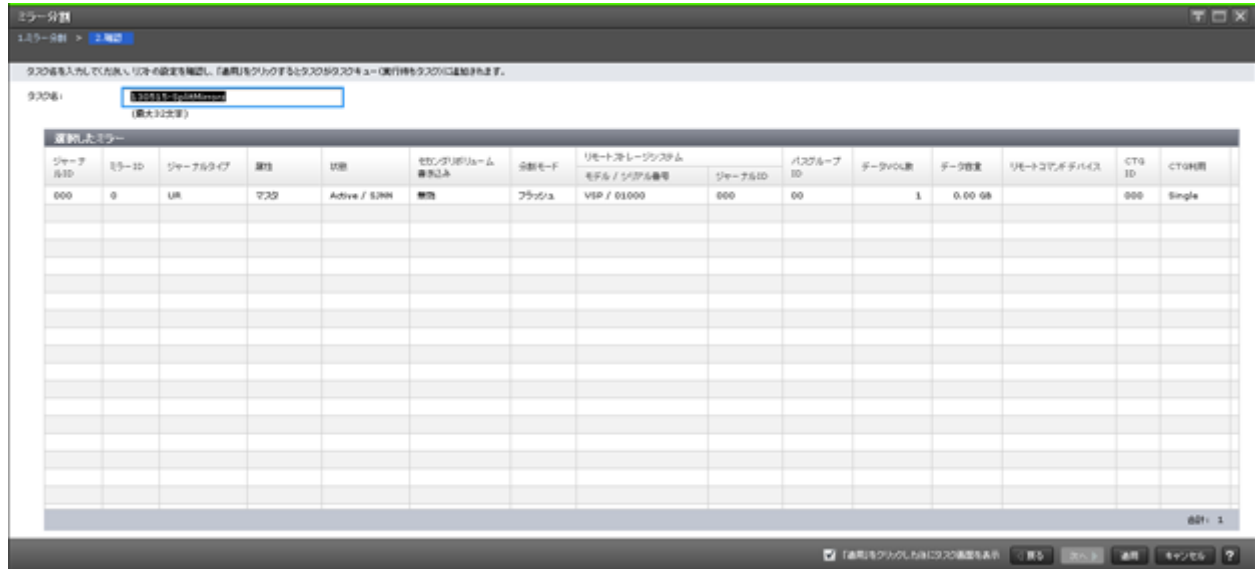 ミラー分割
1.ミラー分割 > 2.確認
タスク名を入力してください。リストの設定を確認し、「適用」をクリックするとタスクがタスクキュー(実行待ちタスク)に追加されます。
タスク名: 130515-SplitMirrors
(最大32文字)
選択したミラー
ジャーナルID ミラーID ジャーナルタイプ 属性 状態 セカンダリボリューム書き込み 分割モード リモートストレージシステム パスグループID データVOL数 データ容量 リモートコマンドデバイス CTG ID CTG利用
モデル / シリアル番号 ジャーナルID
000 0 UR マスタ Active / SJNN 無効 フラッシュ VSP / 01000 000 00 1 0.00 GB 000 Single
合計: 1
「適用」をクリックした後にタスク画面を表示 戻る 次へ 適用 キャンセル ?